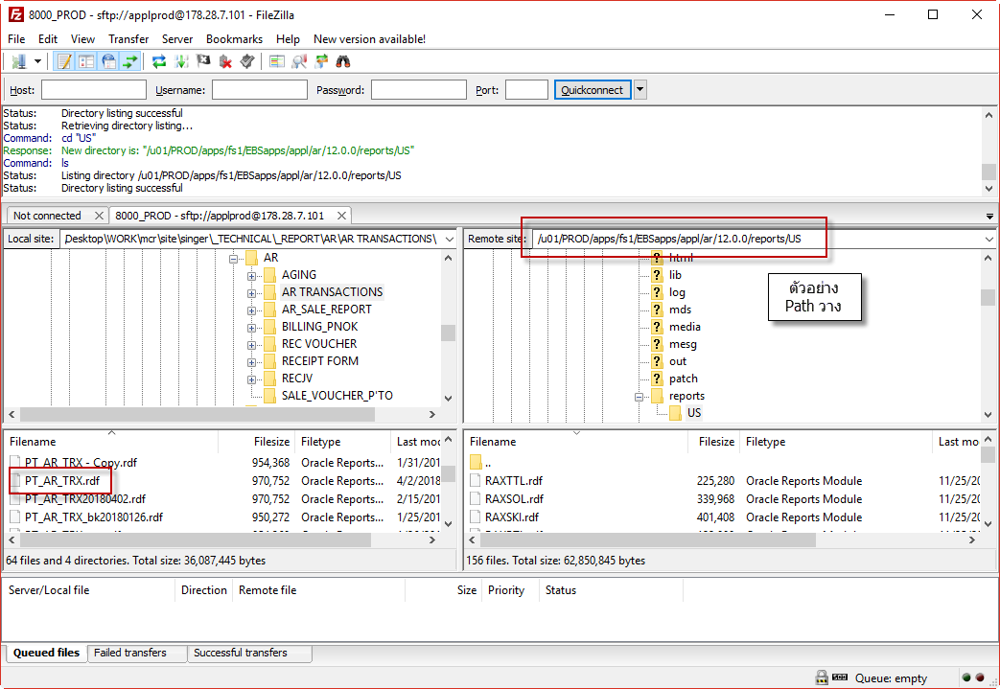 8000_PROD - sftp://applprod@178.28.7.101 - FileZilla
File Edit View Transfer Server Bookmarks Help New version available!
Host: Username: Password: Port: Quickconnect
Status: Directory listing successful
Status: Retrieving directory listing...
Command: cd "US"
Response: New directory is: "/u01/PROD/apps/fs1/EBSapps/appl/ar/12.0.0/reports/US"
Command: ls
Status: Listing directory /u01/PROD/apps/fs1/EBSapps/appl/ar/12.0.0/reports/US
Status: Directory listing successful
Not connected 8000_PROD - sftp://applprod@178.28.7.101
Local site: Desktop\WORK\mcr\site\singer\_TECHNICAL\_REPORT\AR\AR TRANSACTIONS\
AR
AGING
AR TRANSACTIONS
AR_SALE_REPORT
BILLING_PNOK
REC VOUCHER
RECEIPT FORM
RECJV
SALE_VOUCHER_P'TO
Remote site: /u01/PROD/apps/fs1/EBSapps/appl/ar/12.0.0/reports/US
html
lib
log
mds
media
mesg
out
patch
reports
US
ตัวอย่าง
Path วาง
Filename Filesize Filetype Last mod
PT_AR_TRX - Copy.rdf 954,368 Oracle Reports... 1/31/201
PT_AR_TRX.rdf 970,752 Oracle Reports... 4/2/2018
PT_AR_TRX20180402.rdf 970,752 Oracle Reports... 2/15/201
PT_AR_TRX_bk20180126.rdf 950,272 Oracle Reports... 1/25/201
64 files and 4 directories. Total size: 36,087,445 bytes
Filename Filesize Filetype Last mo
..
RAXTTL.rdf 225,280 Oracle Reports Module 11/25/20
RAXSOL.rdf 339,968 Oracle Reports Module 11/25/20
RAXSKI.rdf 401,408 Oracle Reports Module 11/25/20
156 files. Total size: 62,850,845 bytes
Server/Local file Direction Remote file Size Priority Status
Queued files Failed transfers Successful transfers
Queue: empty